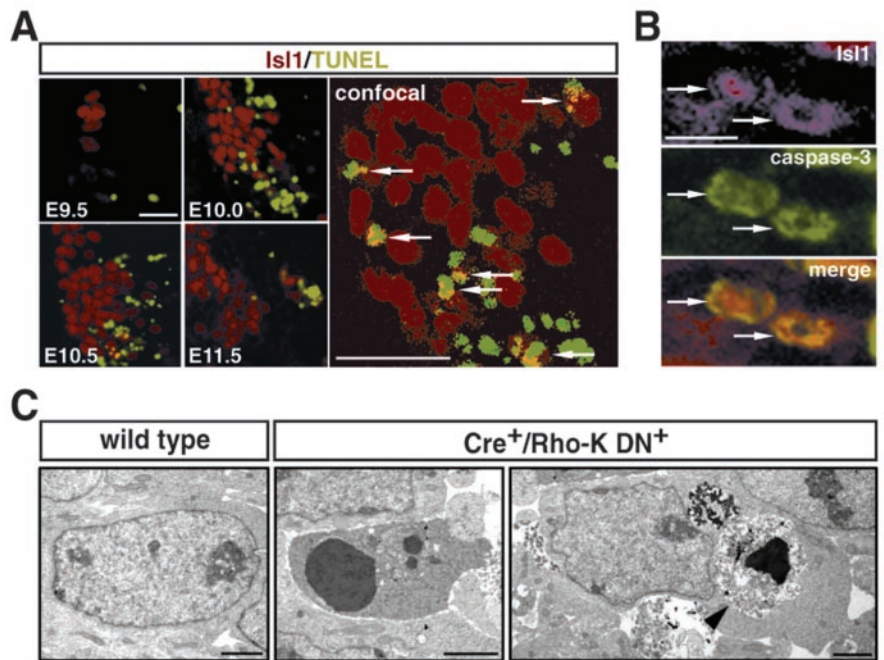 A
Isl1/TUNEL
E9.5
E10.0
E10.5
E11.5
confocal
B
Isl1
caspase-3
merge
C
wild type
Cre+/Rho-K DN+